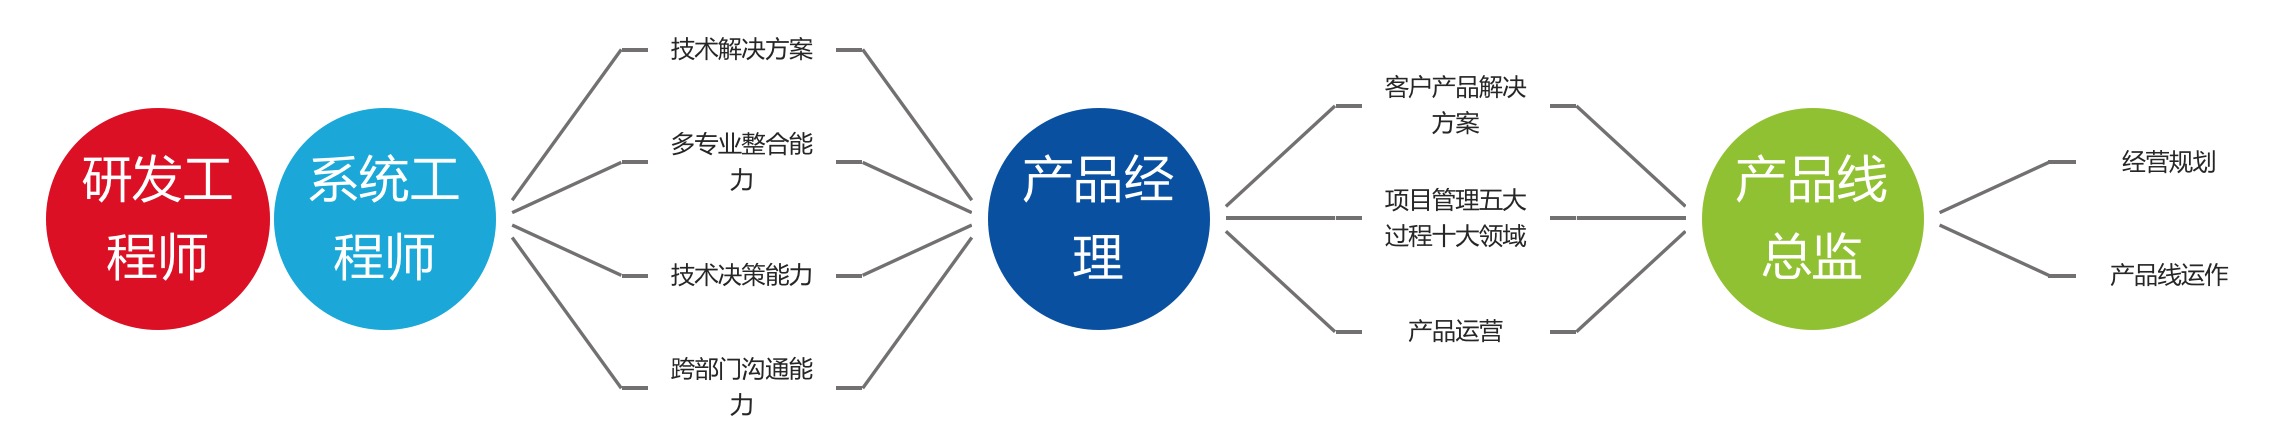 研发工
程师
系统工
程师
技术解决方案
多专业整合能
力
技术决策能力
跨部门沟通能
力
产品经
理
客户产品解决
方案
项目管理五大
过程十大领域
产品运营
产品线
总监
经营规划
产品线运作